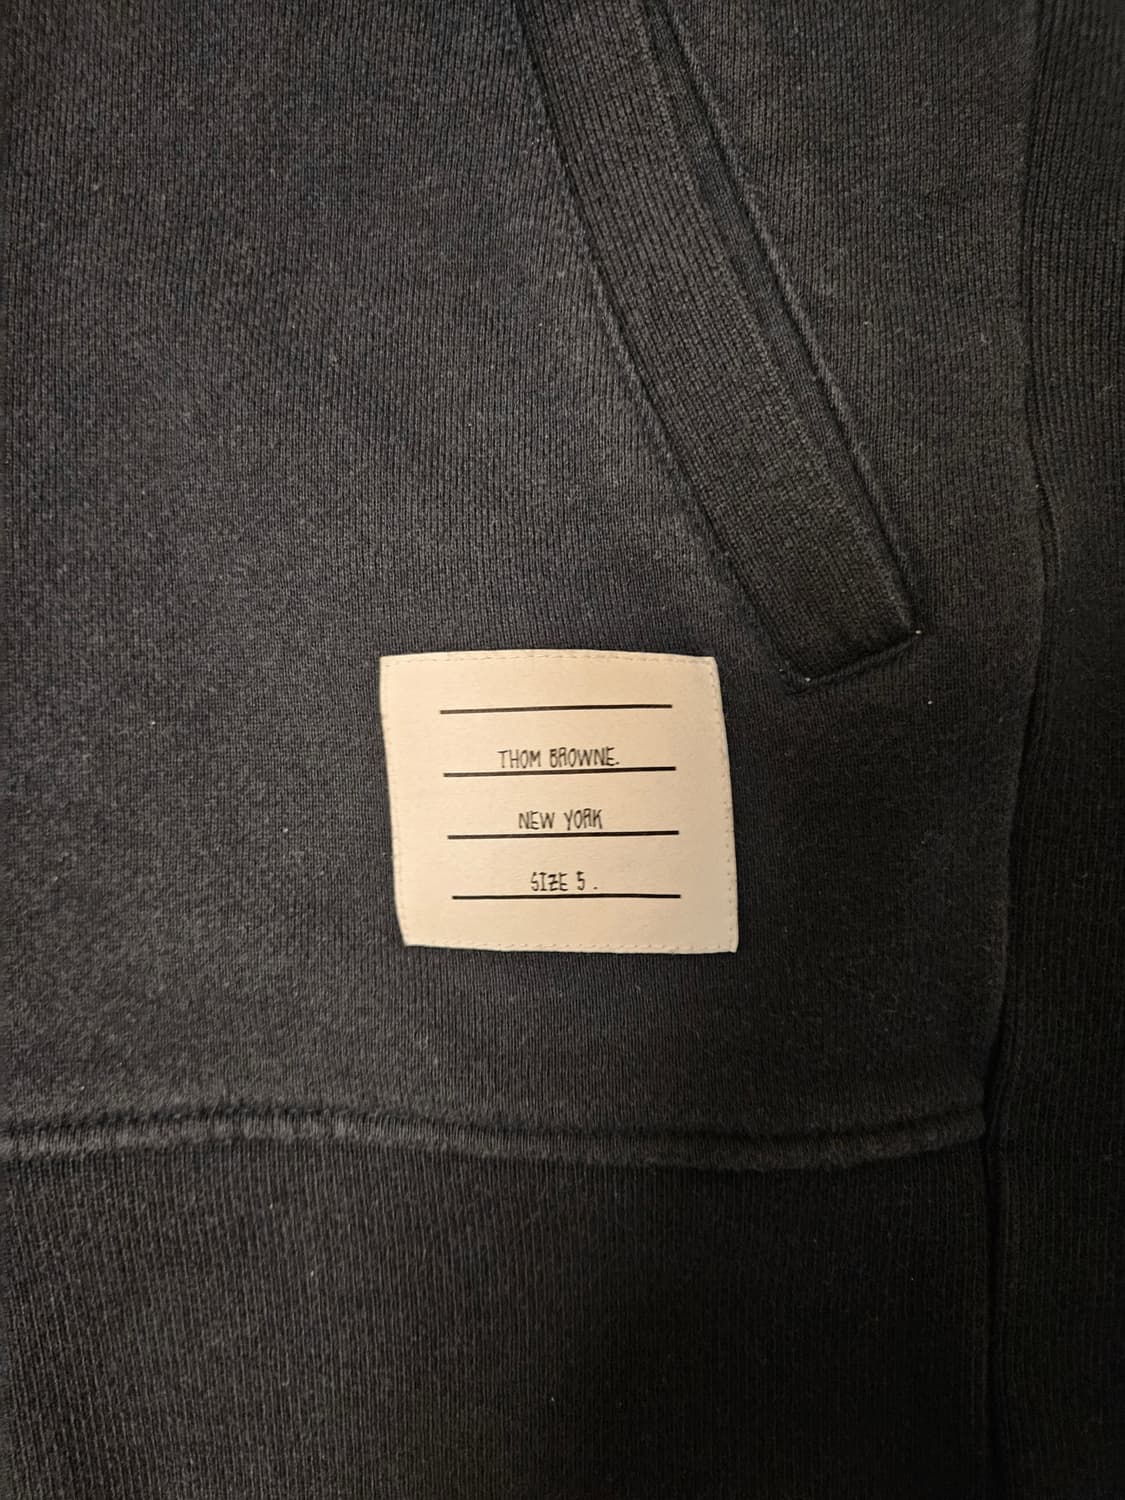 THOM BROWNE.
NEW YORK
SIZE 5 .